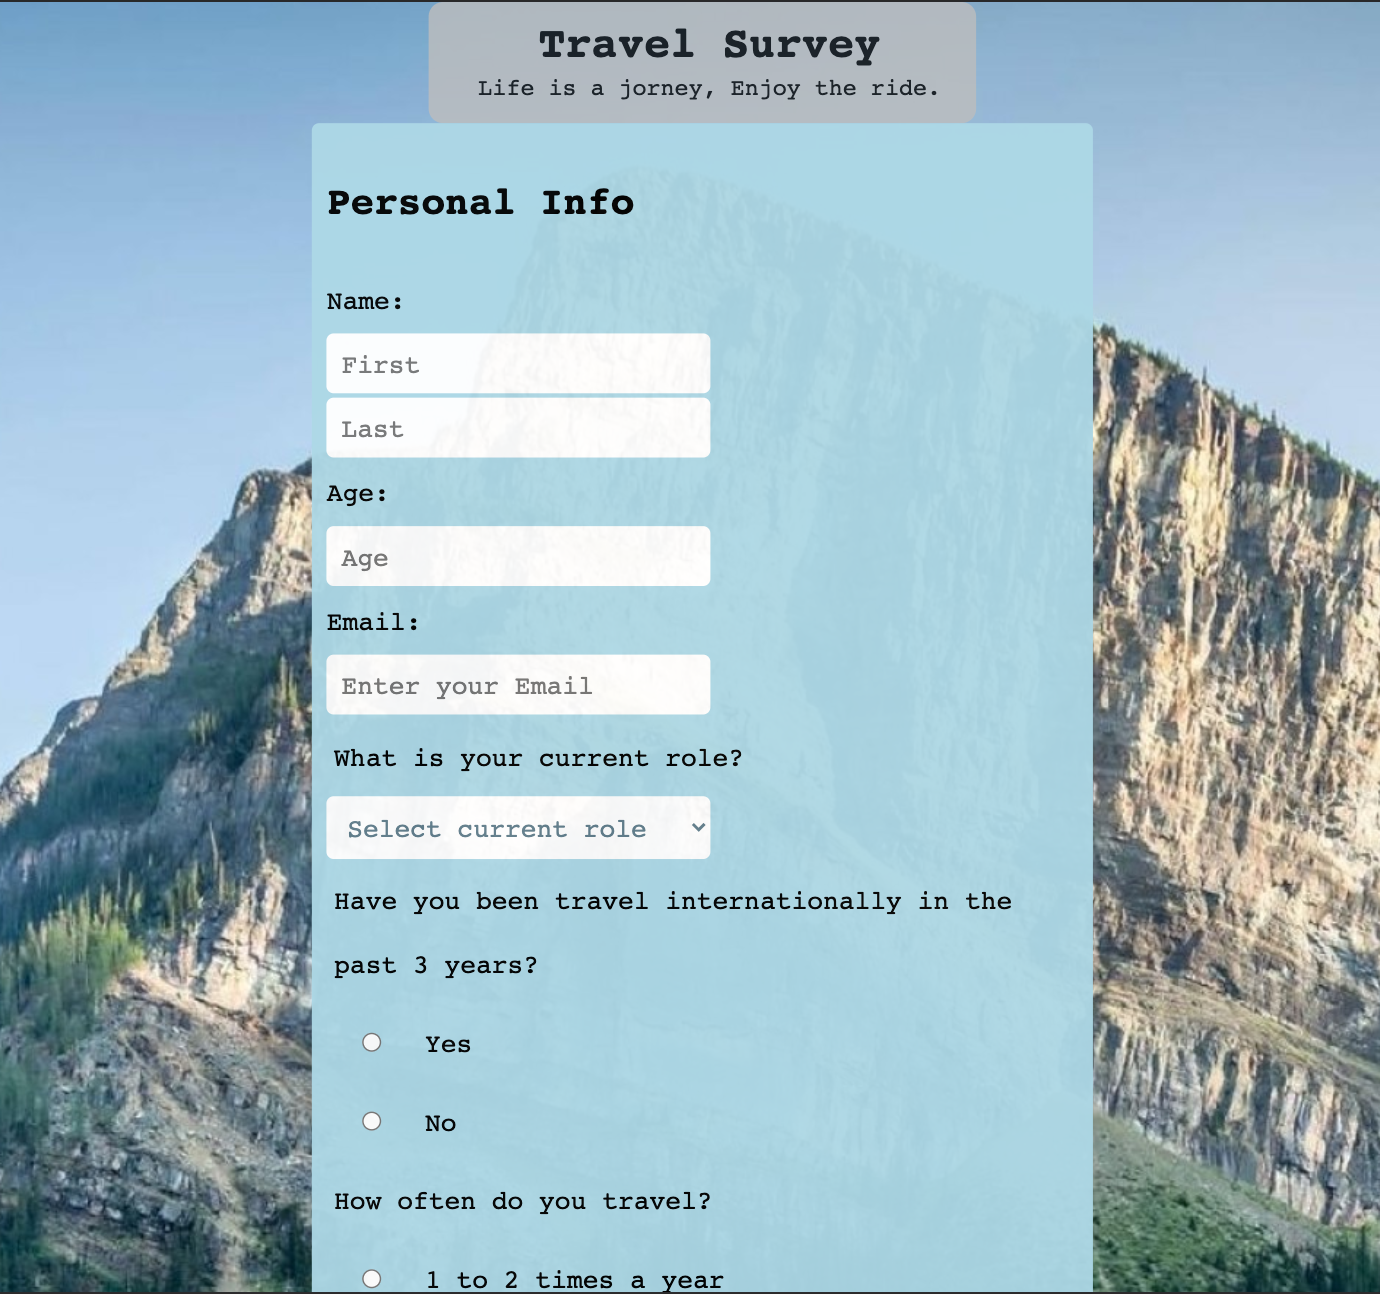 Travel Survey
Life is a jorney, Enjoy the ride.
Personal Info
Name:
First
Last
Age:
Age
Email:
Enter your Email
What is your current role?
Select current role
Have you been travel internationally in the
past 3 years?
Yes
No
How often do you travel?
1 to 2 times a year